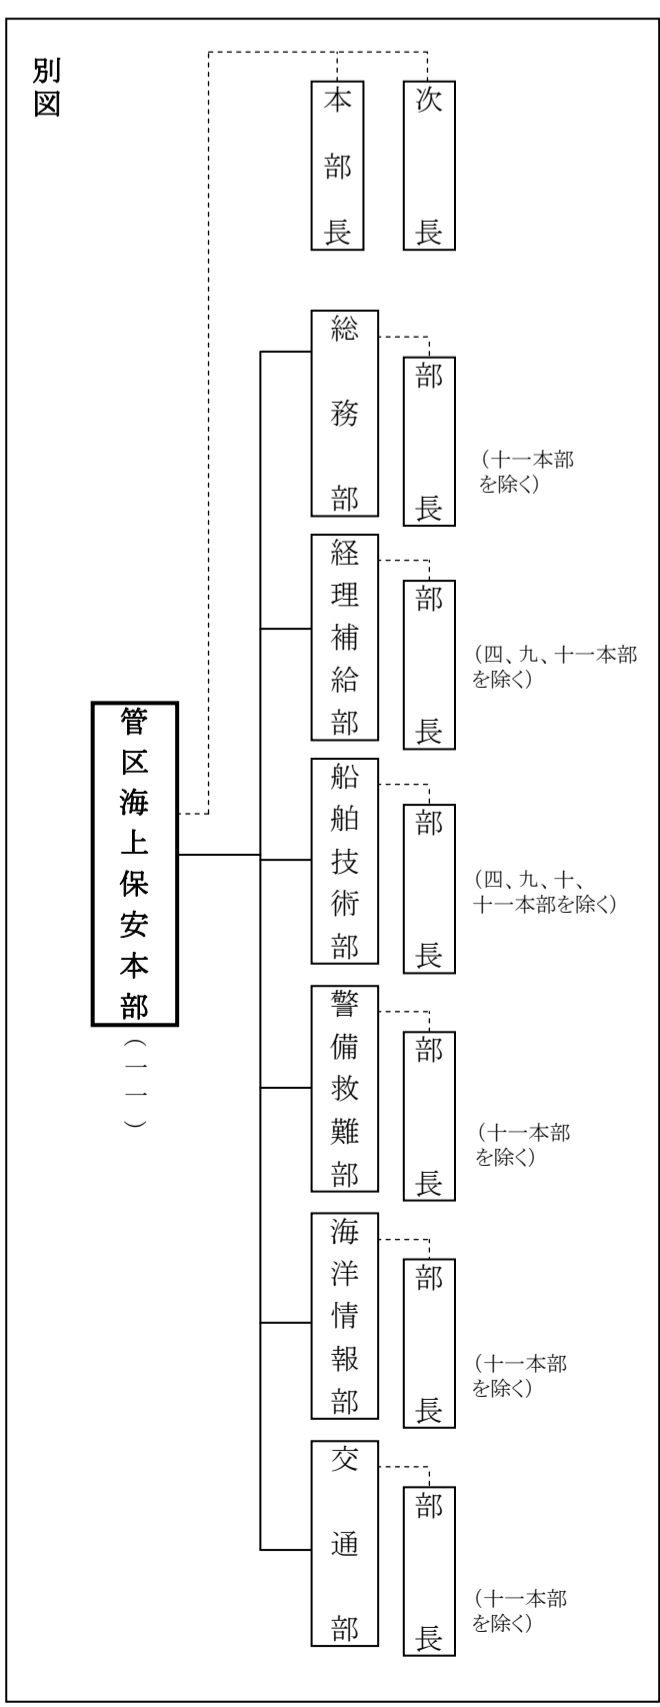 別図
本部長
次長
総務部
部長
（十一本部
を除く）
経理補給部
部長
（四、九、十一本部
を除く）
船舶技術部
部長
（四、九、十、
十一本部を除く）
管区海上保安本部（一一）
警備救難部
部長
（十一本部
を除く）
海洋情報部
部長
（十一本部
を除く）
交通部
部長
（十一本部
を除く）